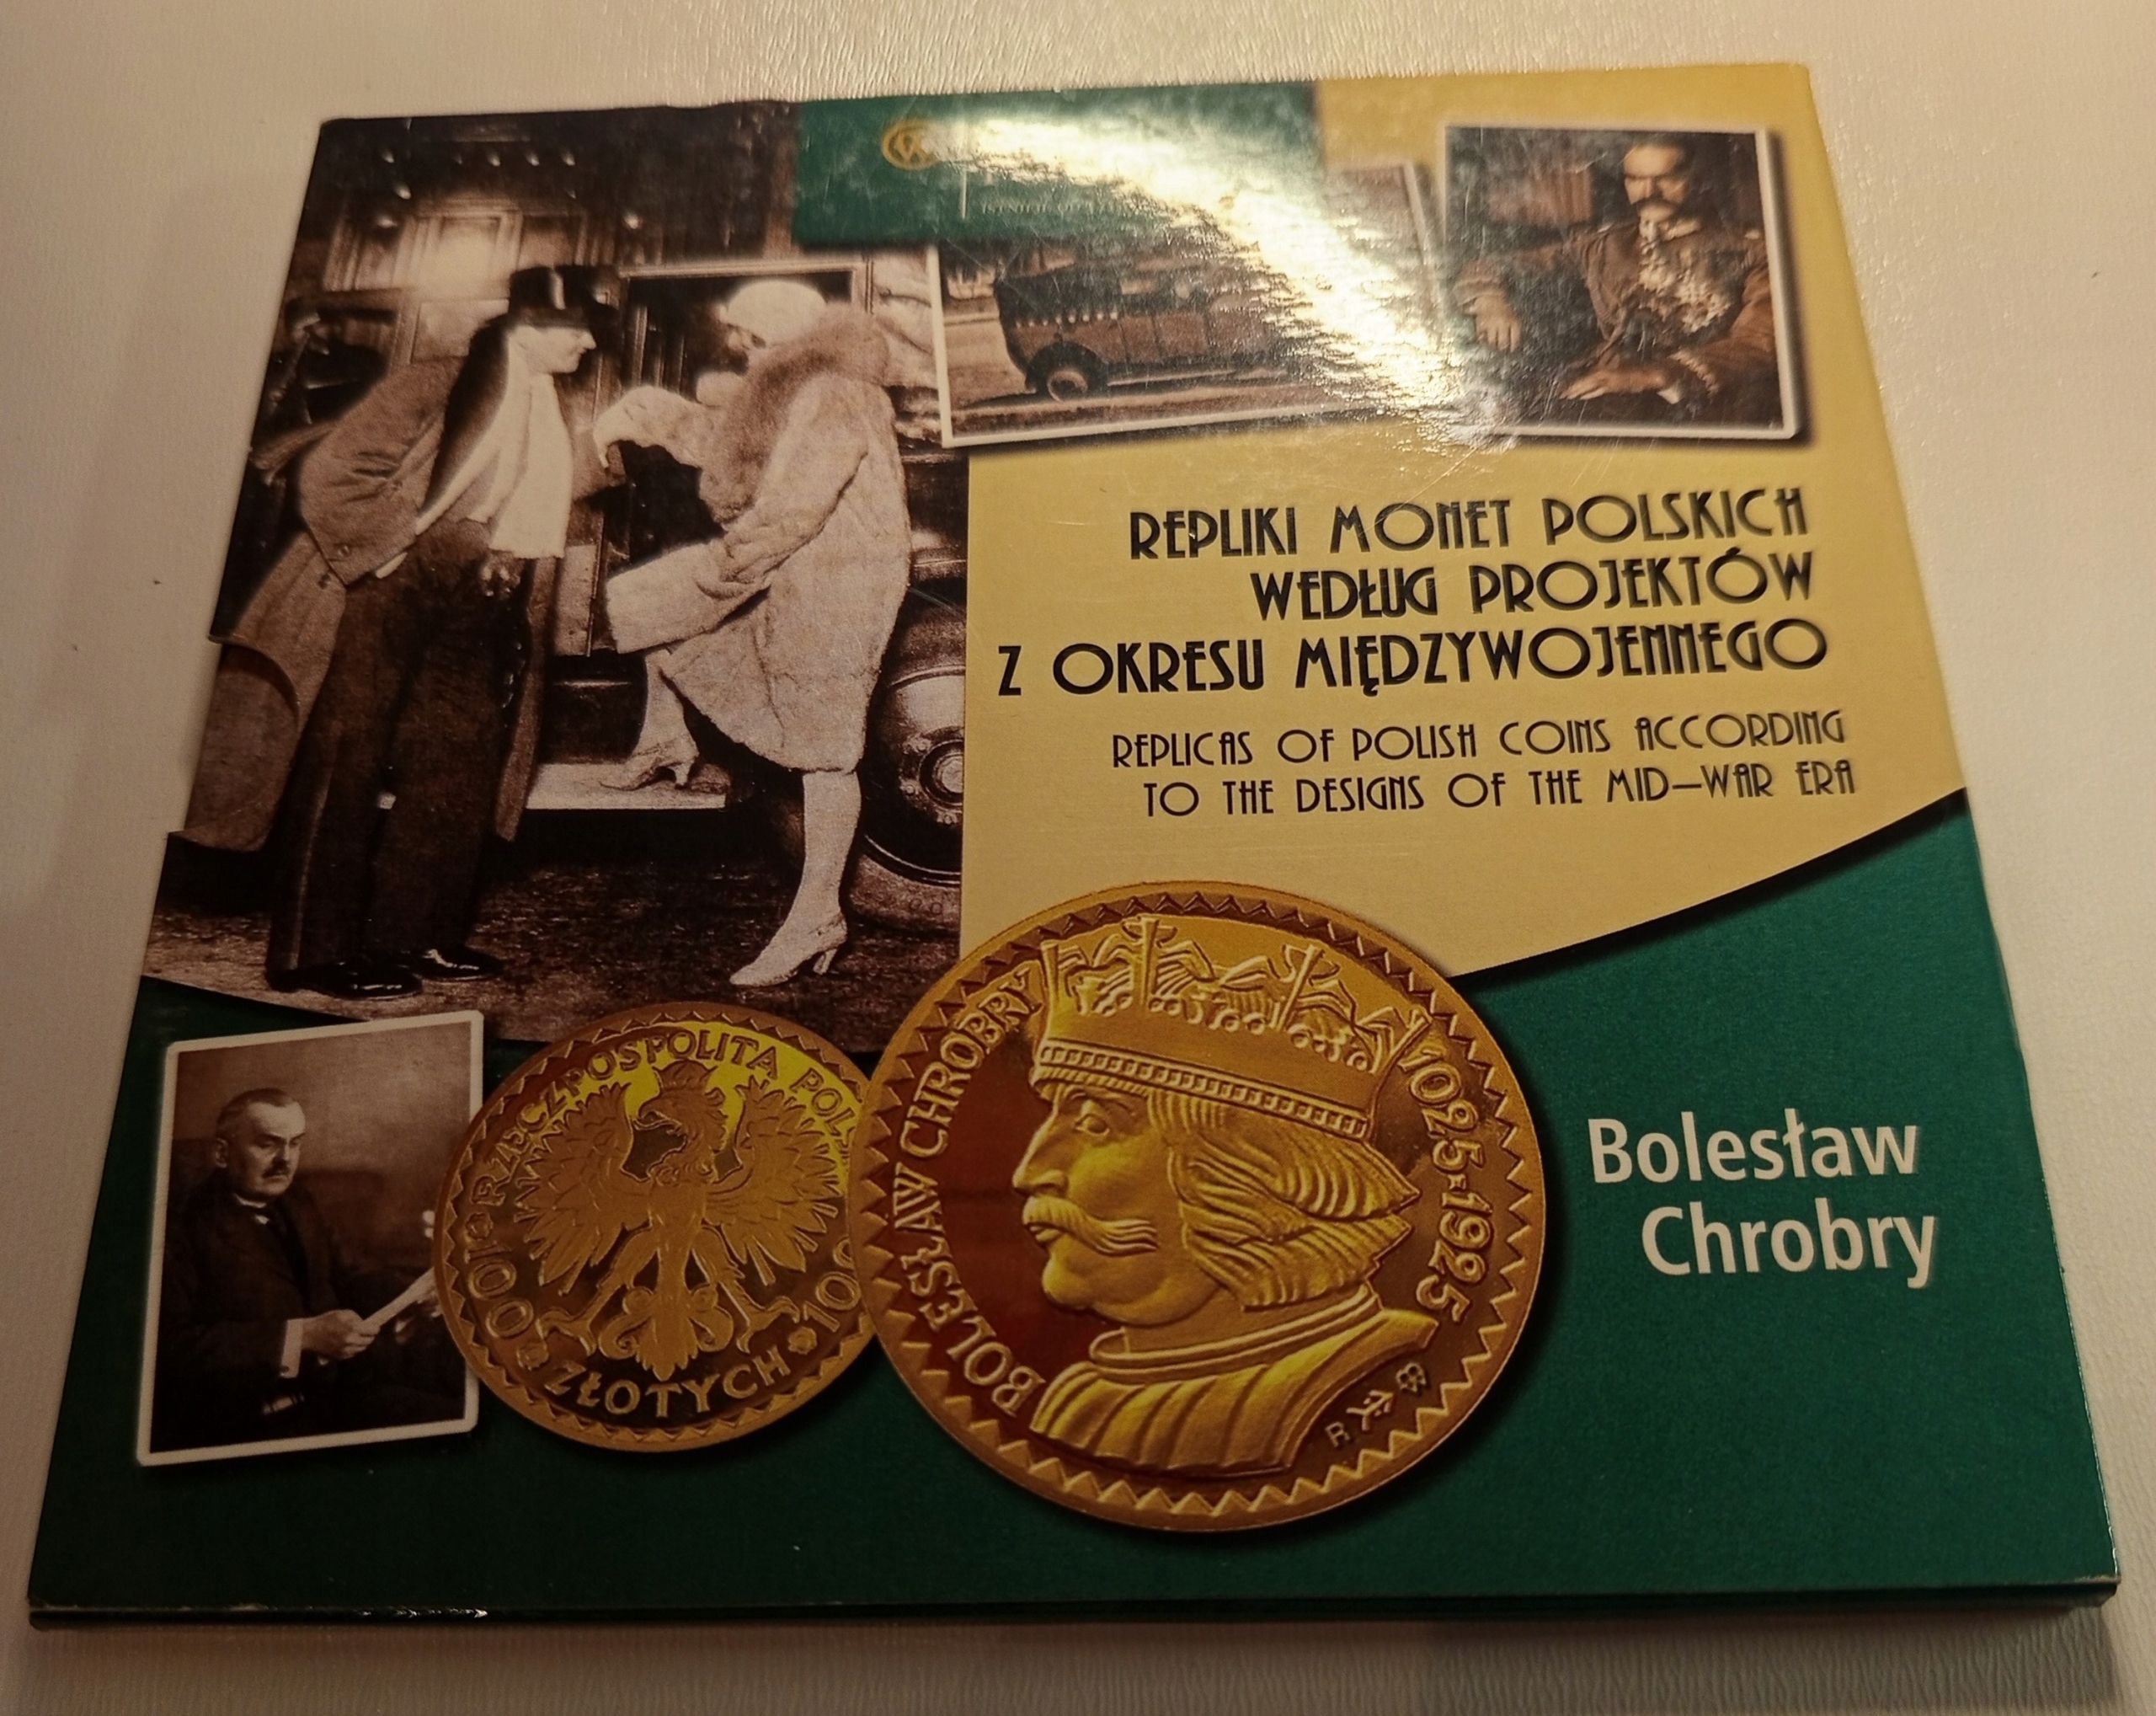 REPLIKI MONET POLSKICH
WEDŁUG PROJEKTÓW
Z OKRESU MIĘDZYWOJENNEGO
REPLICAS OF POLISH COINS ACCORDING
TO THE DESIGNS OF THE MID–WAR ERA
RZECZPOSPOLITA
100 ZŁOTYCH 100
BOLESŁAW CHROBRY 1025·1925
R
Bolesław
Chrobry